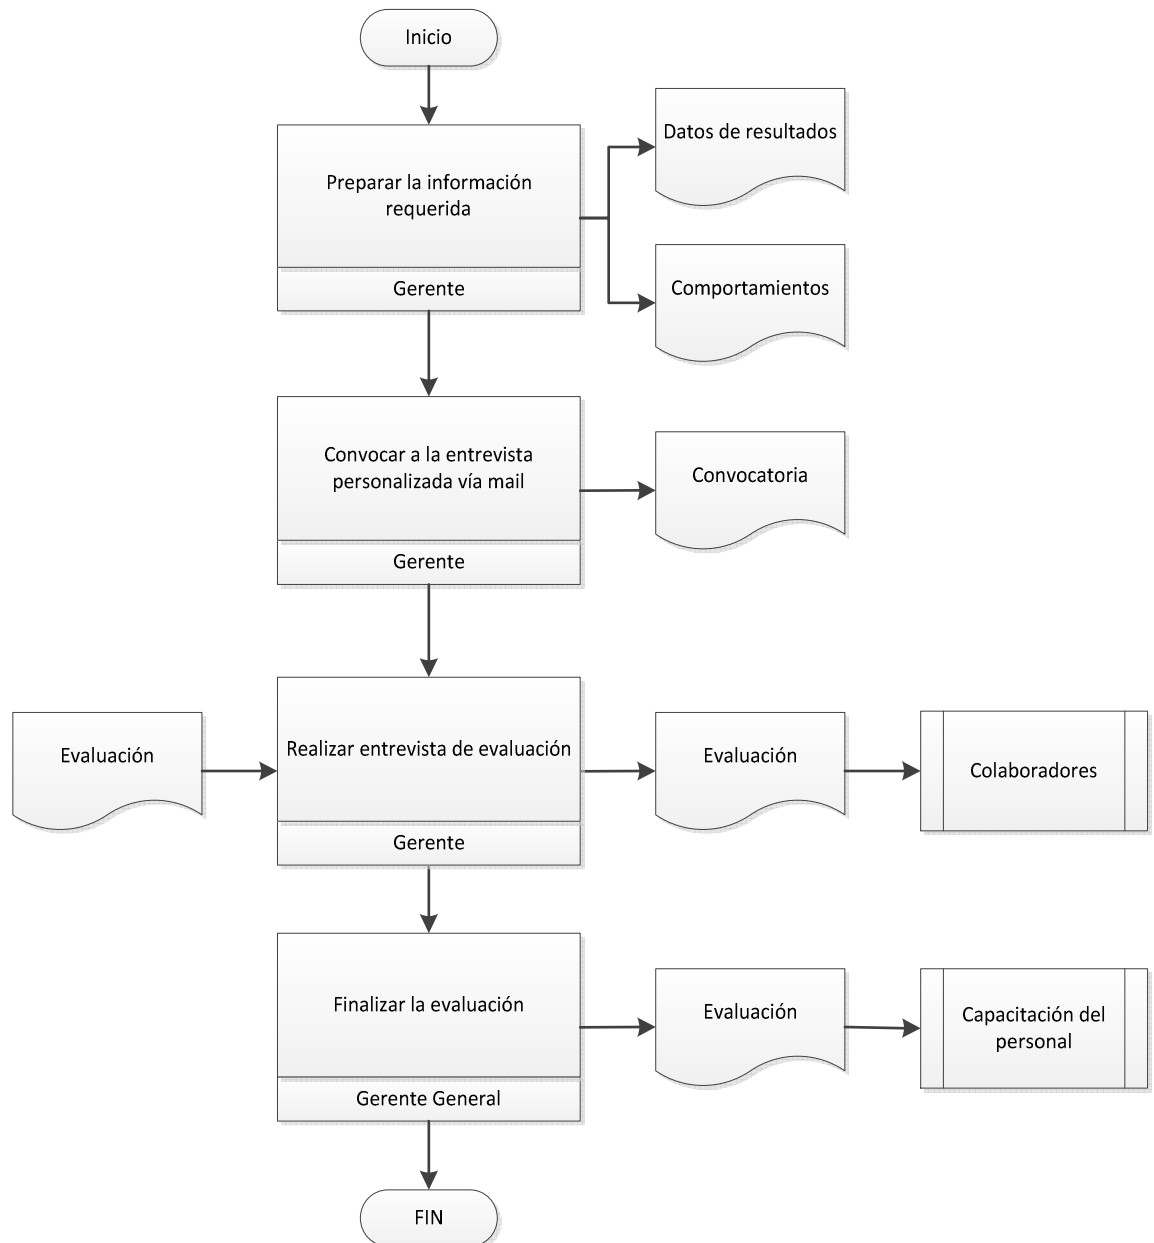 Inicio
Preparar la información
requerida
Gerente
Datos de resultados
Comportamientos
Convocar a la entrevista
personalizada vía mail
Gerente
Convocatoria
Evaluación
Realizar entrevista de evaluación
Gerente
Evaluación
Colaboradores
Finalizar la evaluación
Gerente General
Evaluación
Capacitación del
personal
FIN